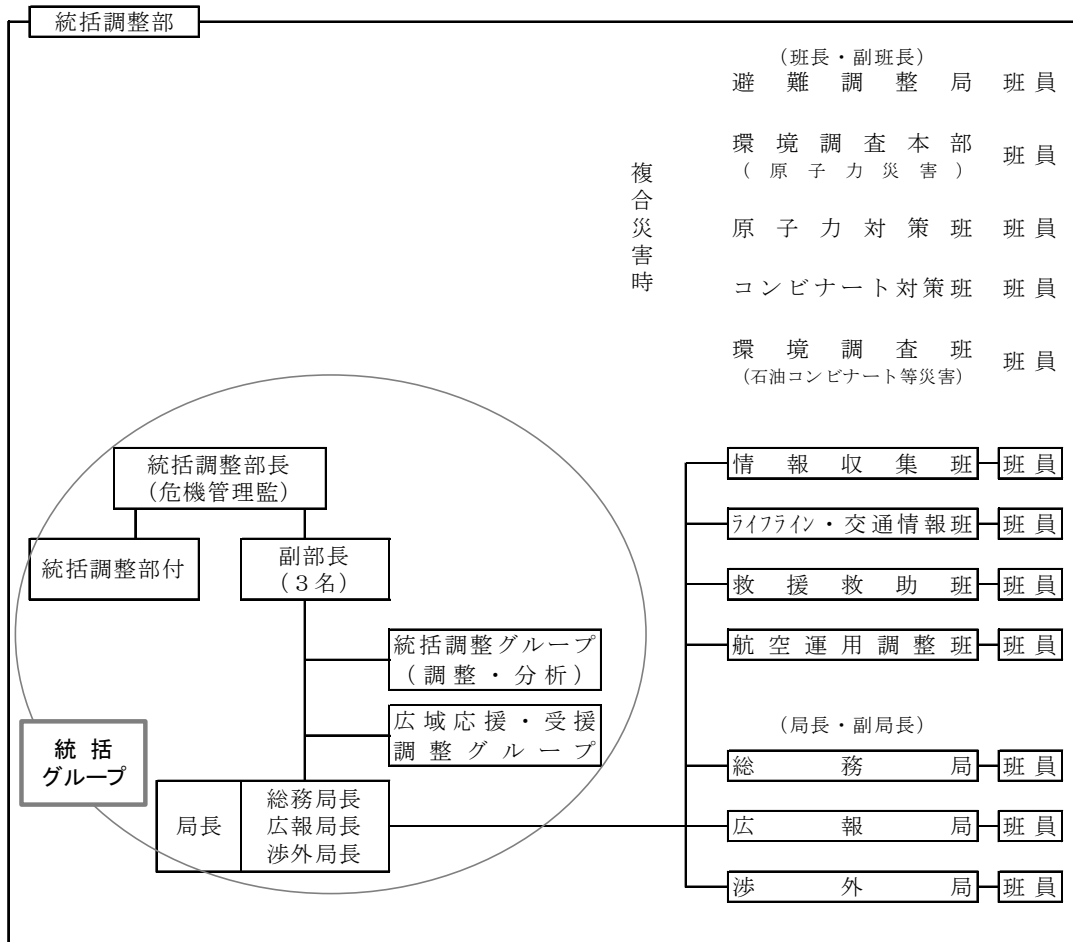 統括調整部
(班長・副班長)
避難調整局 班員
環境調査本部 班員
(原子力災害)
複合災害時
原子力対策班 班員
コンビナート対策班 班員
環境調査班 班員
(石油コンビナート等災害)
統括調整部長
(危機管理監)
統括調整部付
副部長
(3名)
統括調整グループ
(調整・分析)
広域応援・受援
調整グループ
統括
グループ
局長
総務局長
広報局長
渉外局長
情報収集班 班員
ライフライン・交通情報班 班員
救援救助班 班員
航空運用調整班 班員
(局長・副局長)
総務局 班員
広報局 班員
渉外局 班員